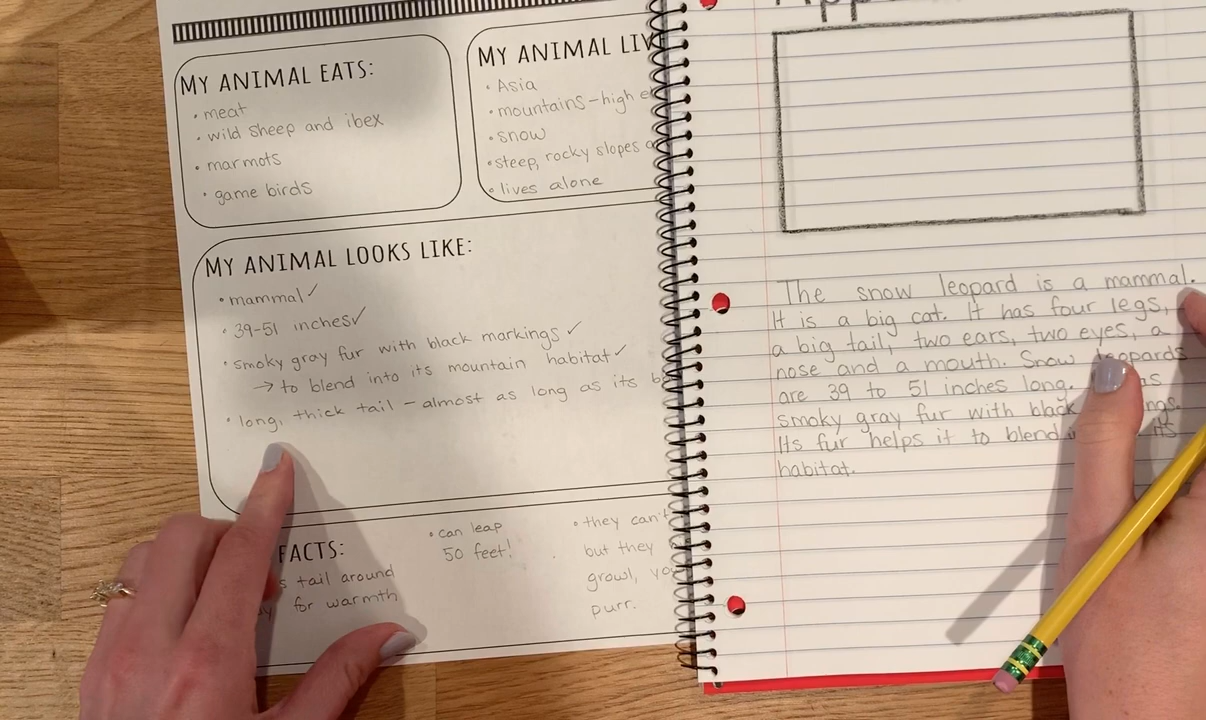 MY ANIMAL EATS:
• meat
• wild sheep and ibex
• marmots
• game birds
MY ANIMAL
• Asia
• mountains - high
• snow
• steep, rocky slopes
• lives alone
MY ANIMAL LOOKS LIKE:
• mammal ✓
• 39-51 inches ✓
• smoky gray fur with black markings ✓
→ to blend into its mountain habitat ✓
• long, thick tail - almost as long as its
FACTS:
tail around
for warmth
• can leap
50 feet!
• they can't
but they
growl,
purr.
The snow leopard is a mammal.
It is a big cat. It has four legs,
a big tail, two ears, two eyes, a
nose and a mouth. Snow leopards
are 39 to 51 inches long.
smoky gray fur with black
Its fur helps it to blend its
habitat.